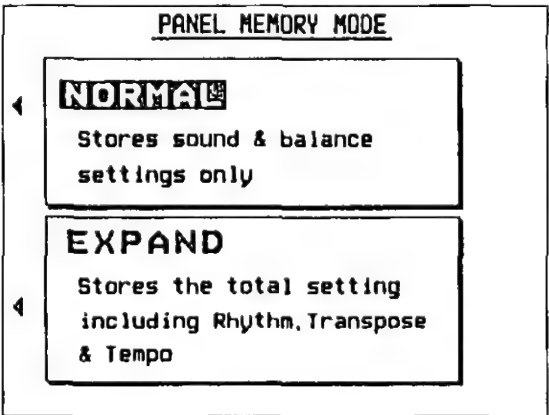 PANEL MEMORY MODE
NORMAL
Stores sound & balance
settings only
EXPAND
Stores the total setting
including Rhythm, Transpose
& Tempo